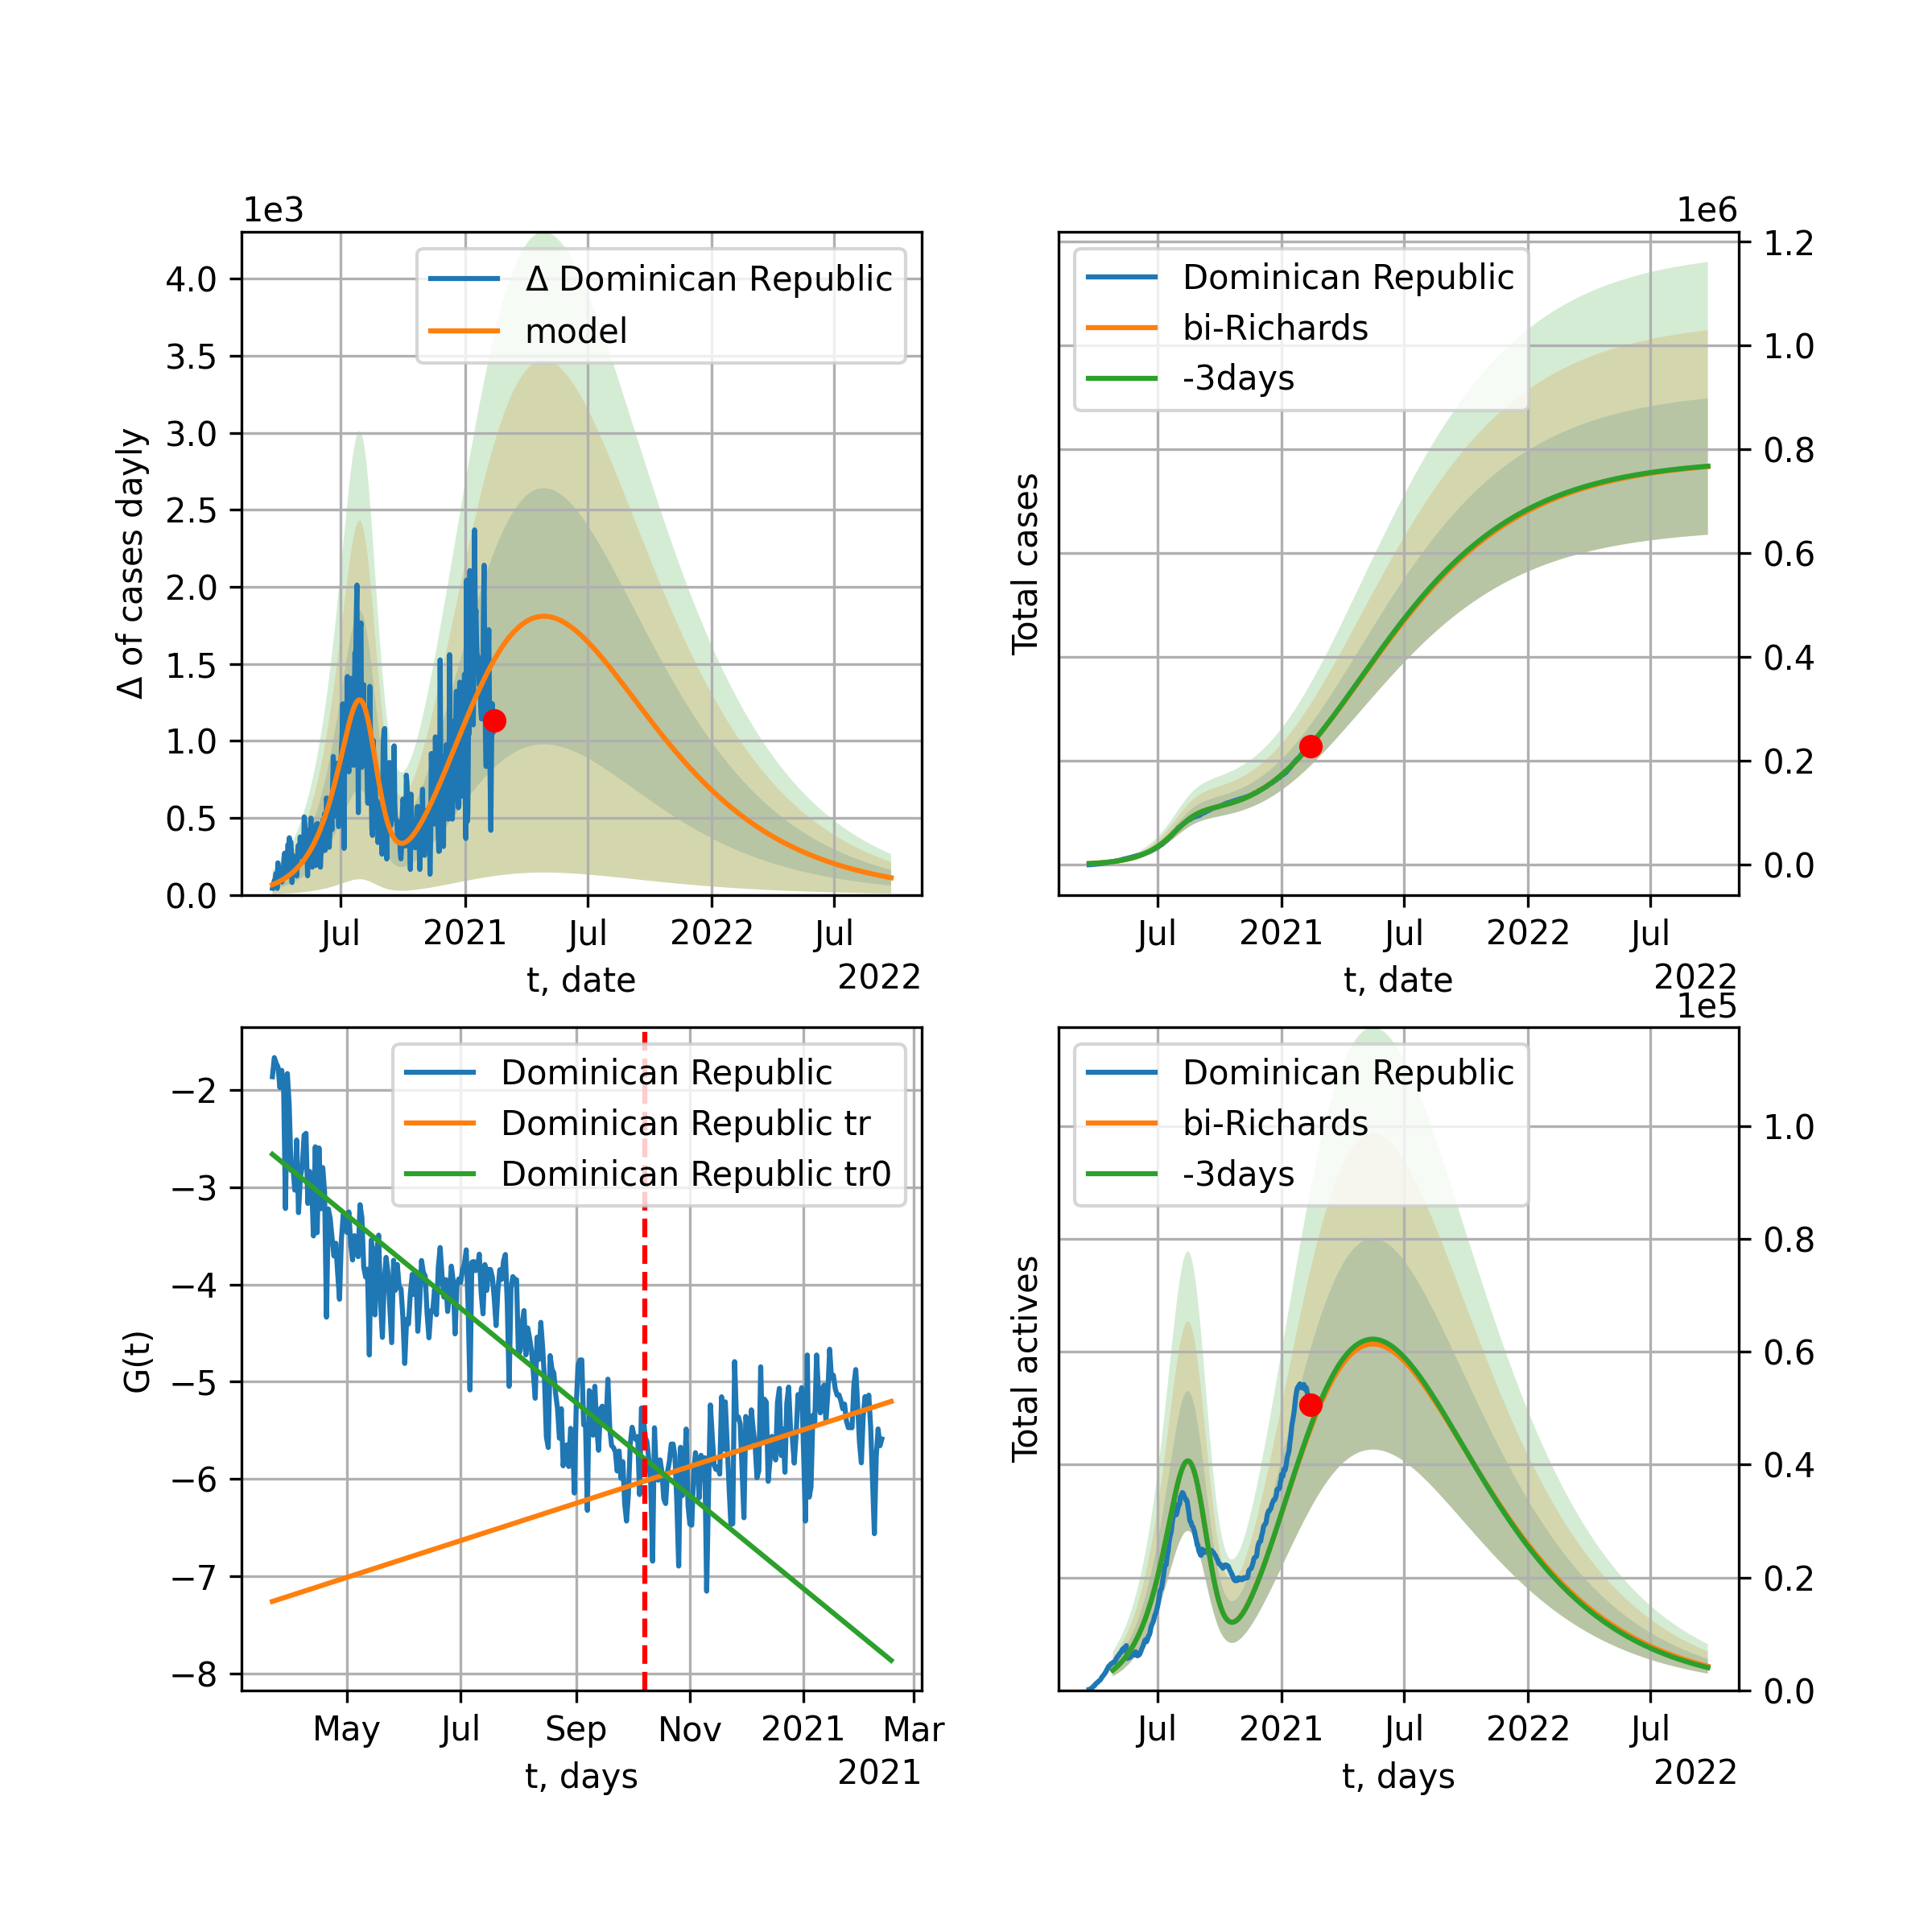 1e3
Δ Dominican Republic
model
4.0
3.5
3.0
2.5
2.0
1.5
1.0
0.5
0.0
Δ of cases dayly
Jul
2021
Jul
2022
Jul
t, date
2022
1e6
Dominican Republic
bi-Richards
-3days
1.2
1.0
0.8
0.6
0.4
0.2
0.0
Total cases
Jul
2021
Jul
2022
Jul
t, date
2022
Dominican Republic
Dominican Republic tr
Dominican Republic tr0
−2
−3
−4
−5
−6
−7
−8
G(t)
May
Jul
Sep
Nov
2021
Mar
t, days
2021
1e5
Dominican Republic
bi-Richards
-3days
1.0
0.8
0.6
0.4
0.2
0.0
Total actives
Jul
2021
Jul
2022
Jul
t, days
2022